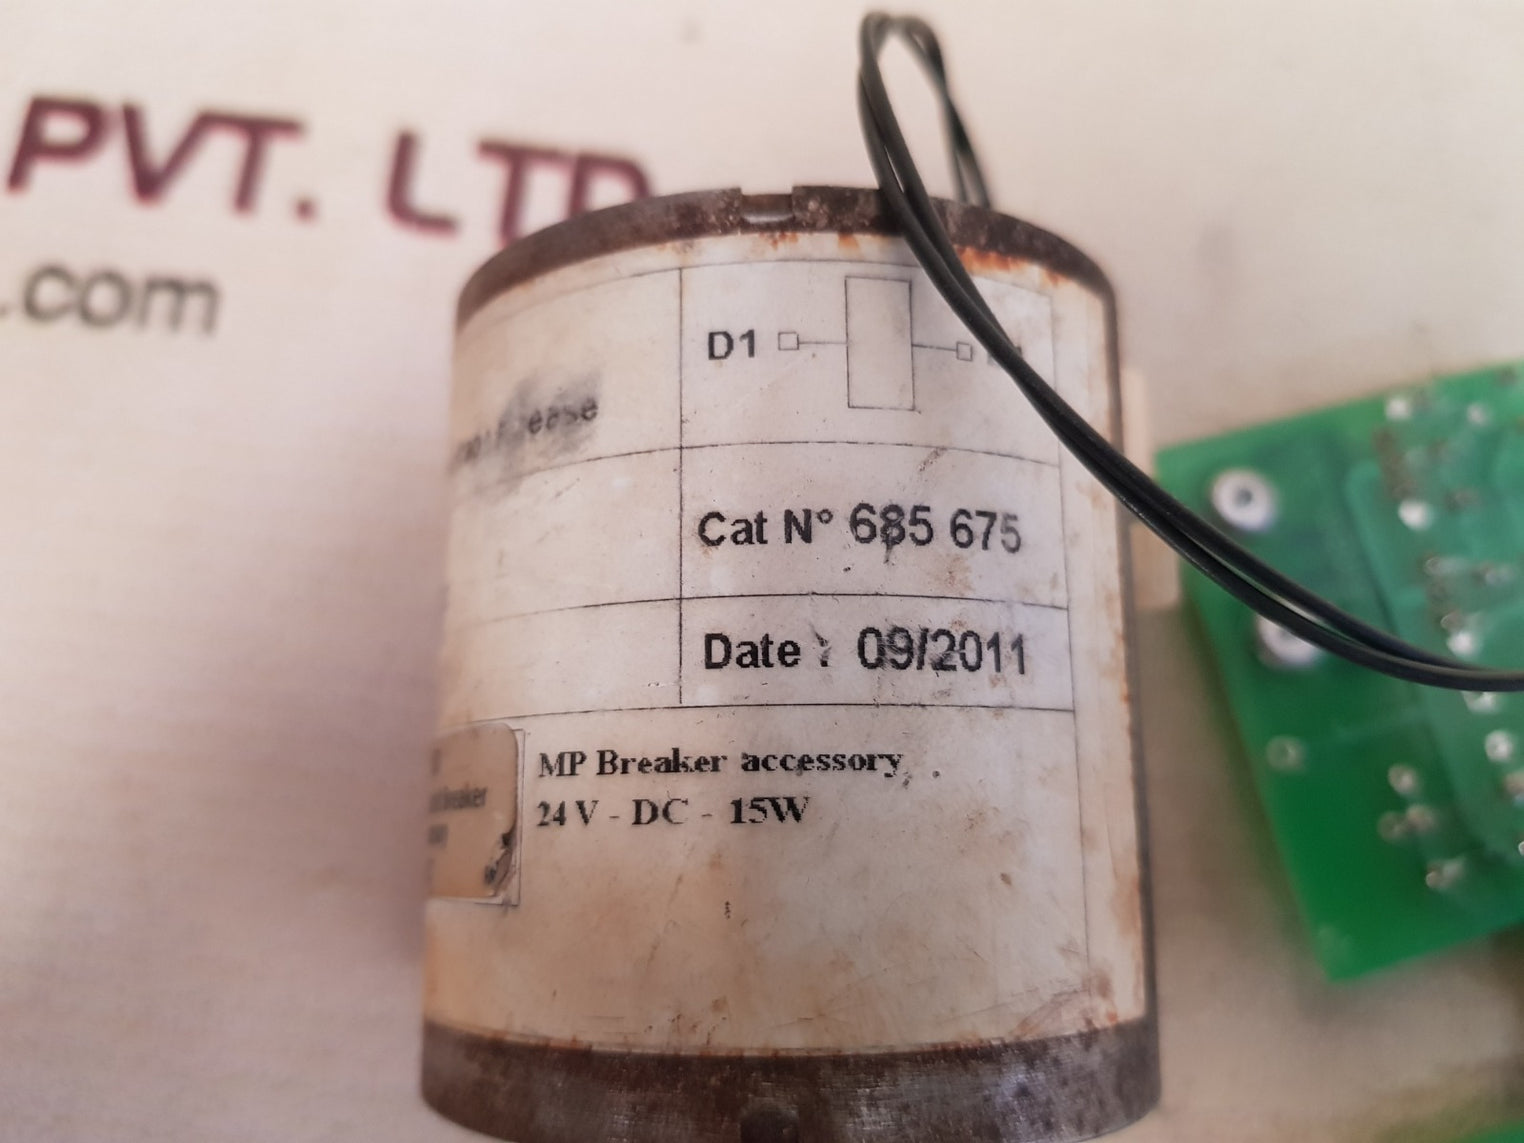 PVT. LTD
.com
D1
Cat N° 685 675
Date : 09/2011
MP Breaker accessory
24 V - DC - 15W